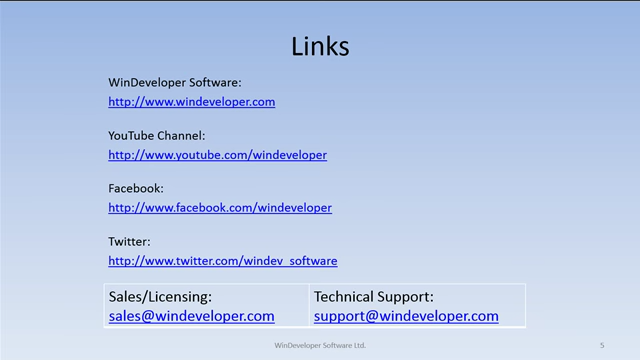 Links
WinDeveloper Software:
http://www.windeveloper.com
YouTube Channel:
http://www.youtube.com/windeveloper
Facebook:
http://www.facebook.com/windeveloper
Twitter:
http://www.twitter.com/windev_software
Sales/Licensing:
sales@windeveloper.com
Technical Support:
support@windeveloper.com
WinDeveloper Software Ltd.
5